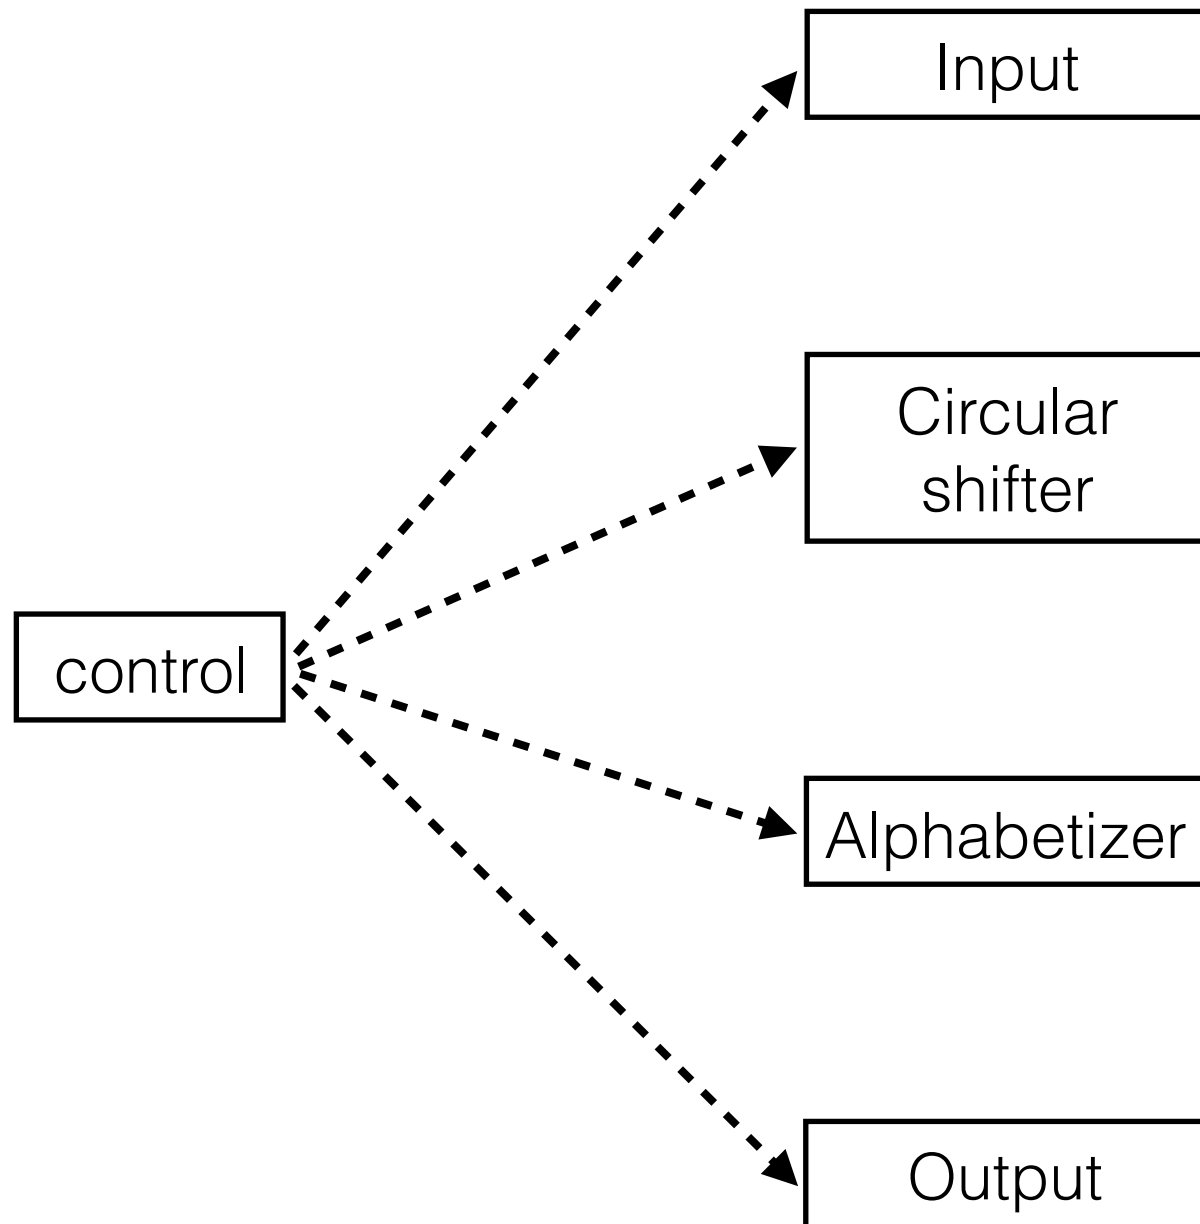 Input
Circular
shifter
control
Alphabetizer
Output